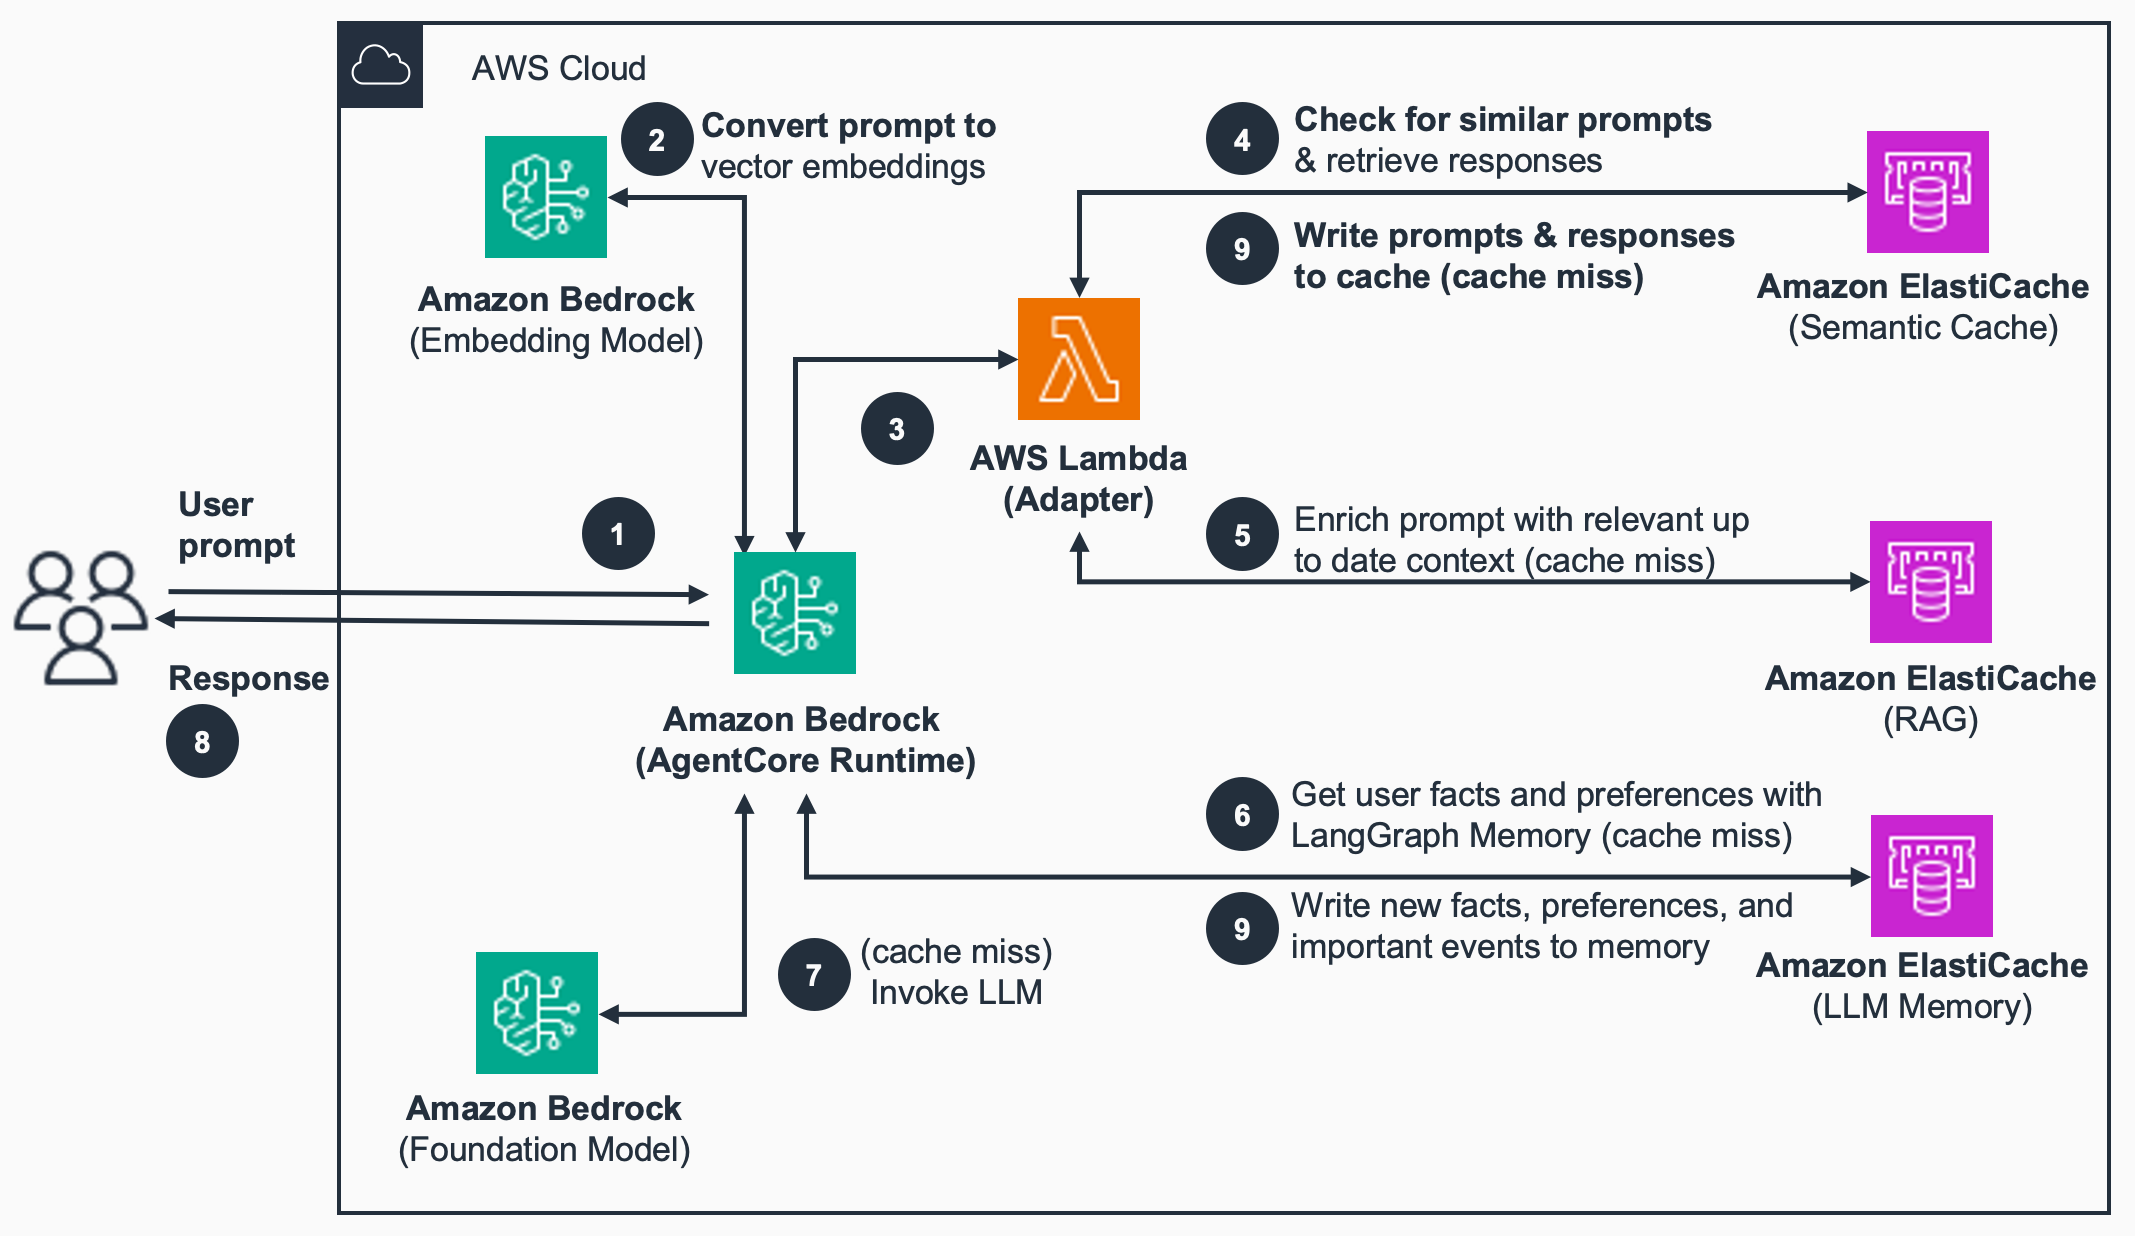 AWS Cloud
2
Convert prompt to
vector embeddings
Amazon Bedrock
(Embedding Model)
4
Check for similar prompts
& retrieve responses
9
Write prompts & responses
to cache (cache miss)
Amazon ElastiCache
(Semantic Cache)
3
AWS Lambda
(Adapter)
User
prompt
1
Response
8
Amazon Bedrock
(AgentCore Runtime)
5
Enrich prompt with relevant up
to date context (cache miss)
Amazon ElastiCache
(RAG)
6
Get user facts and preferences with
LangGraph Memory (cache miss)
9
Write new facts, preferences, and
important events to memory
Amazon ElastiCache
(LLM Memory)
7
(cache miss)
Invoke LLM
Amazon Bedrock
(Foundation Model)